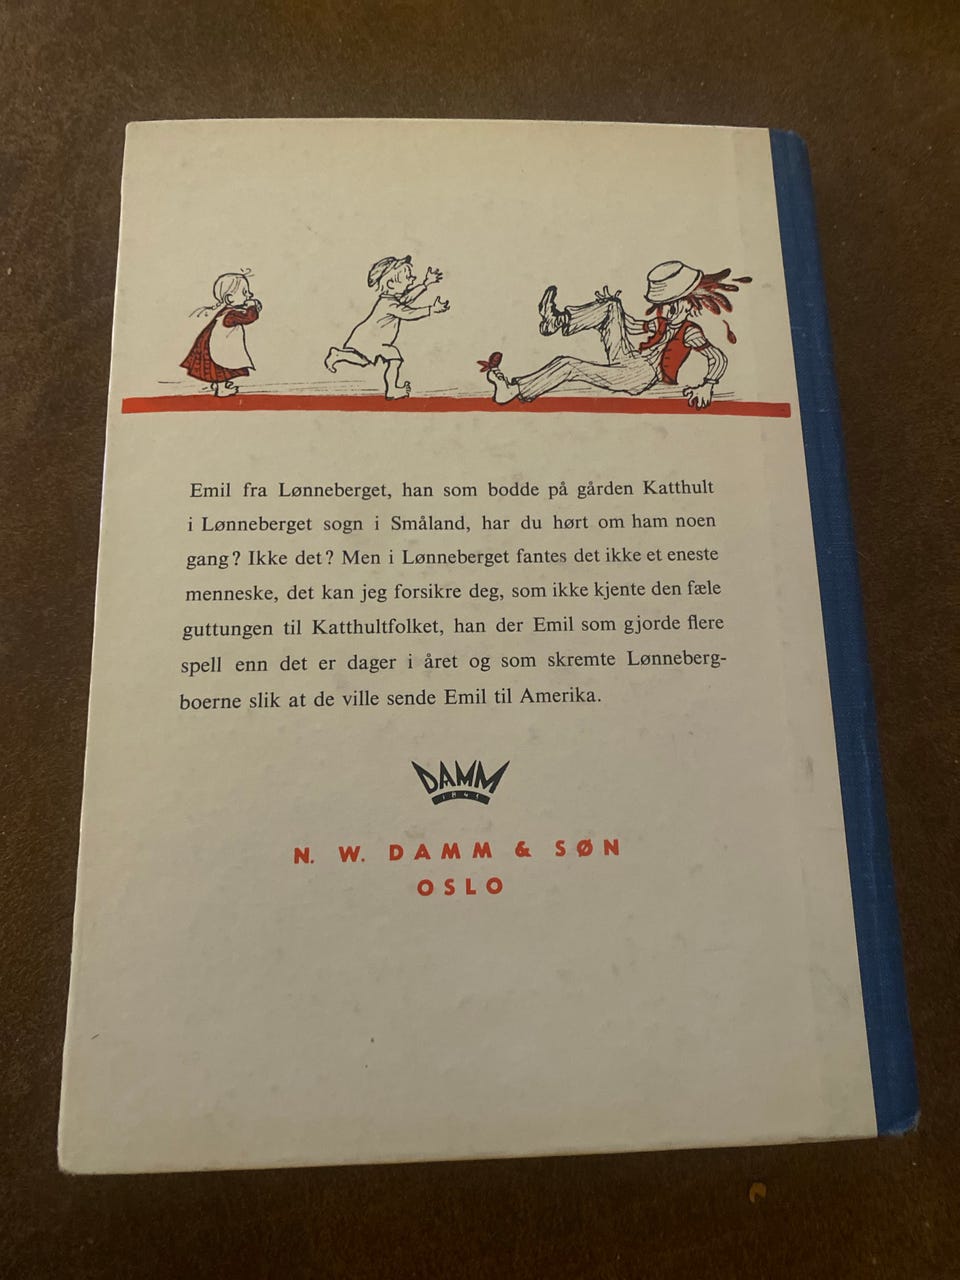 Emil fra Lønneberget, han som bodde på gården Katthult
i Lønneberget sogn i Småland, har du hørt om ham noen
gang? Ikke det? Men i Lønneberget fantes det ikke et eneste
menneske, det kan jeg forsikre deg, som ikke kjente den fæle
guttungen til Katthultfolket, han der Emil som gjorde flere
spell enn det er dager i året og som skremte Lønneberg-
boerne slik at de ville sende Emil til Amerika.
DAMM
1843
N. W. DAMM & SØN
OSLO